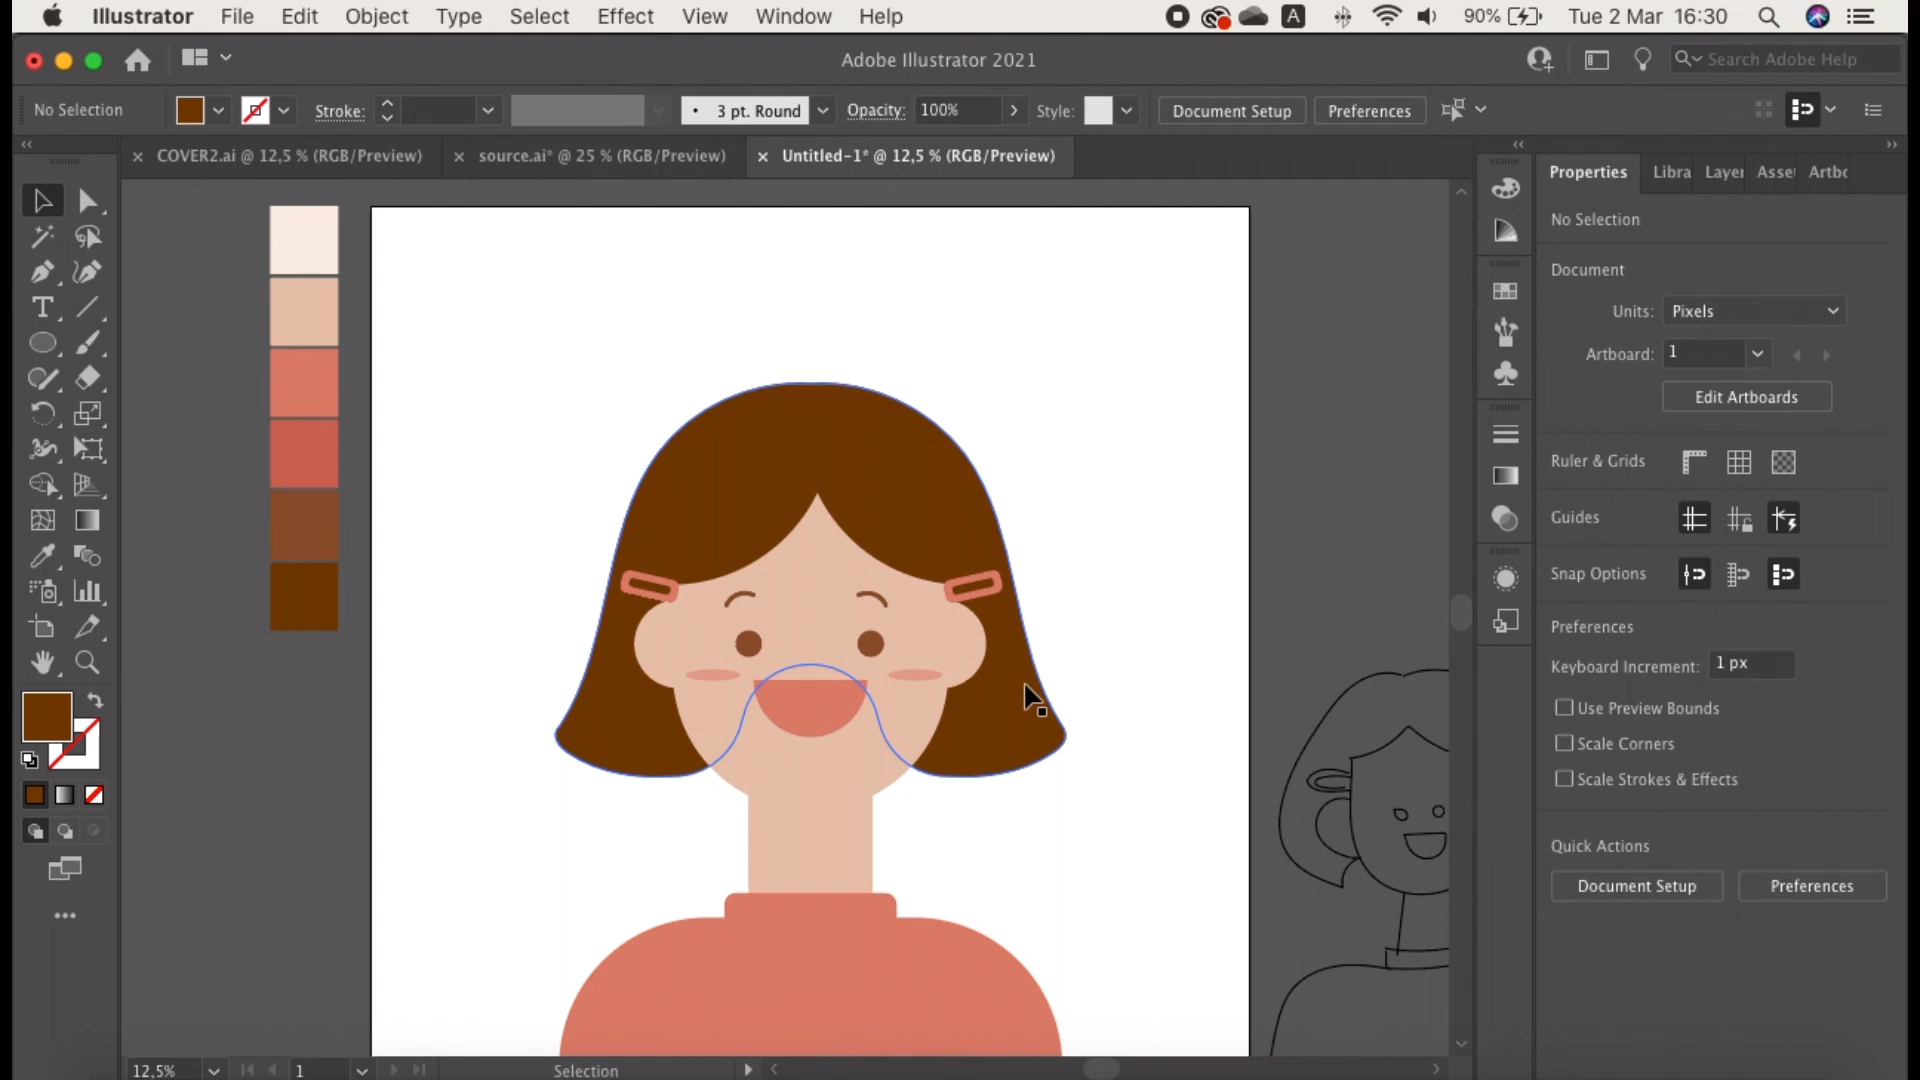 Illustrator File Edit Object Type Select Effect View Window Help A 90% Tue 2 Mar 16:30
Adobe Illustrator 2021 Search Adobe Help
No Selection Stroke: 3 pt. Round Opacity: 100% Style: Document Setup Preferences
COVER2.ai @ 12,5 % (RGB/Preview) source.ai* @ 25 % (RGB/Preview) Untitled-1* @ 12,5 % (RGB/Preview)
Properties Libra Layer Asse Artbo
No Selection
Document
Units: Pixels
Artboard: 1
Edit Artboards
Ruler & Grids
Guides
Snap Options
Preferences
Keyboard Increment: 1 px
Use Preview Bounds
Scale Corners
Scale Strokes & Effects
Quick Actions
Document Setup Preferences
12,5% 1 Selection